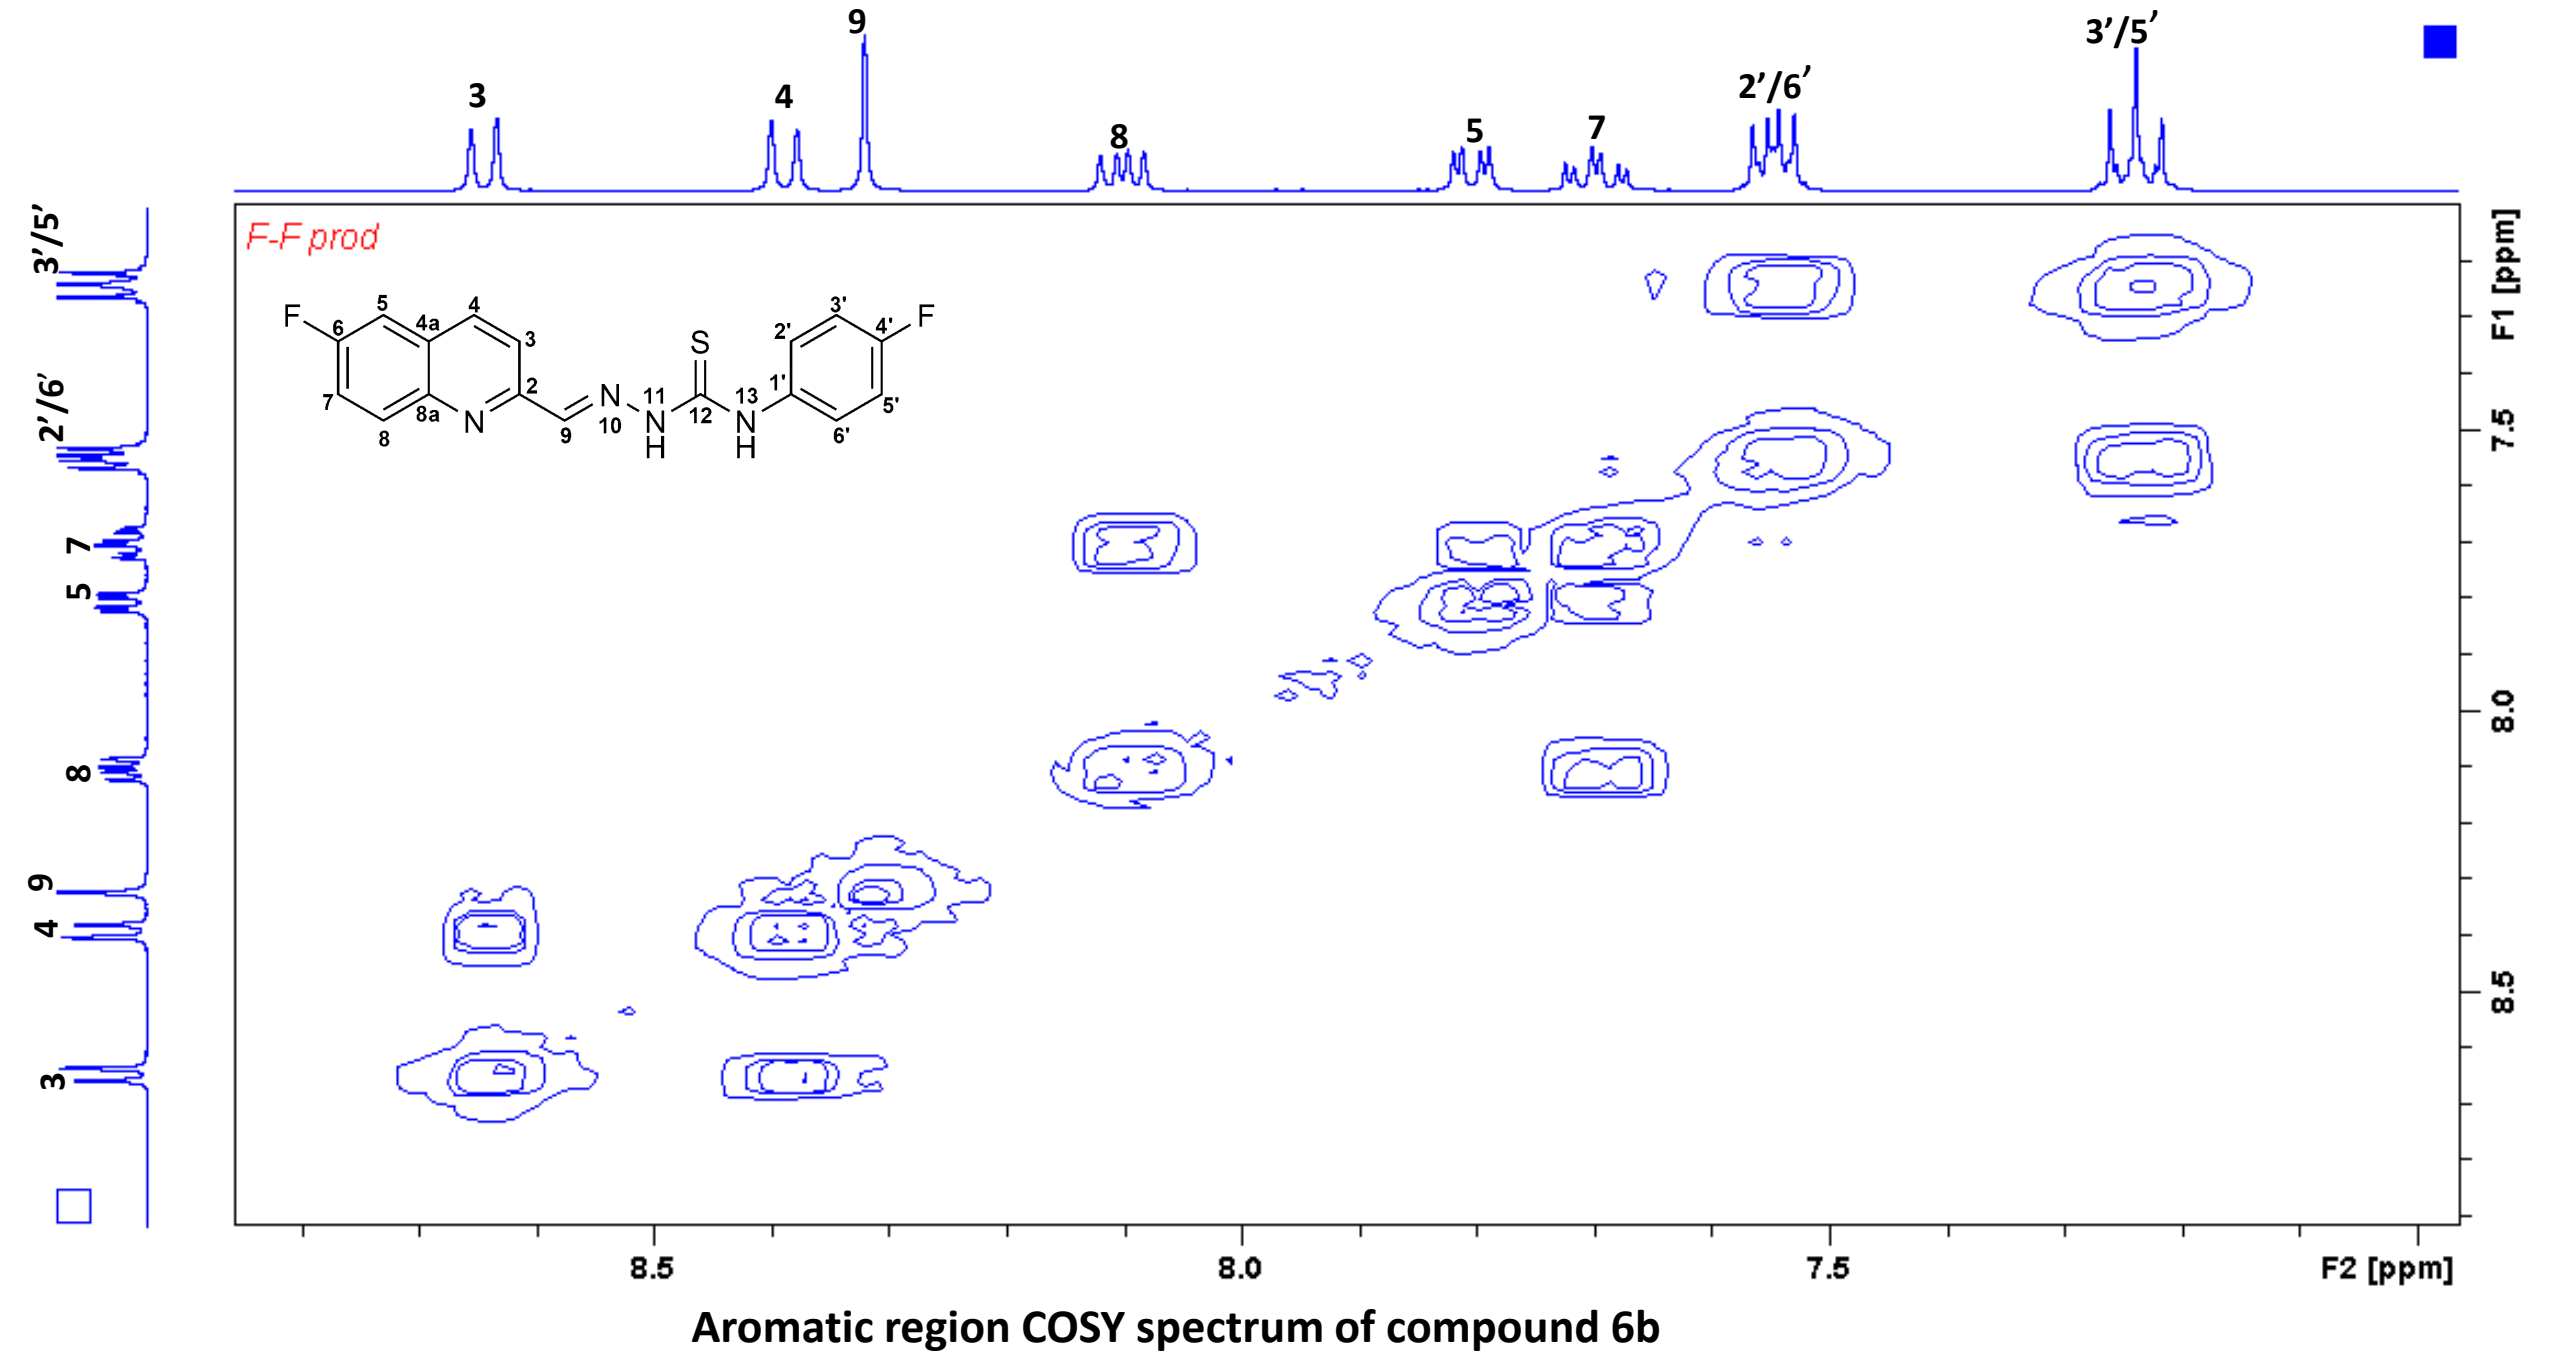 9
3
4
8
5
7
2’/6’
3’/5’
3’/5’
2’/6’
7
5
8
9
4
3
F-F prod
F
6
5
4a
4
3
2
7
8
8a
N
9
N
10
11
N
H
S
12
13
N
H
1'
2'
3'
4'
F
5'
6'
F1 [ppm]
7.5
8.0
8.5
8.5
8.0
7.5
F2 [ppm]
Aromatic region COSY spectrum of compound 6b